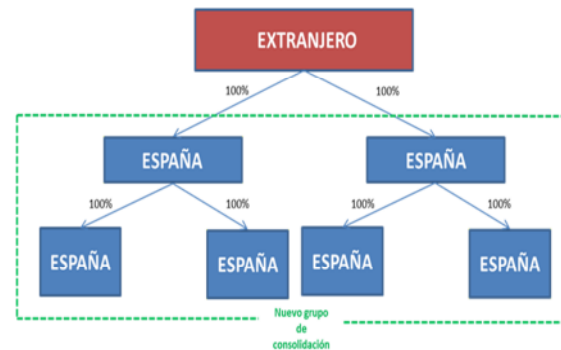 EXTRANJERO
100% 100%
ESPAÑA ESPAÑA
100% 100% 100% 100%
ESPAÑA ESPAÑA ESPAÑA ESPAÑA
Nuevo grupo
de
consolidación